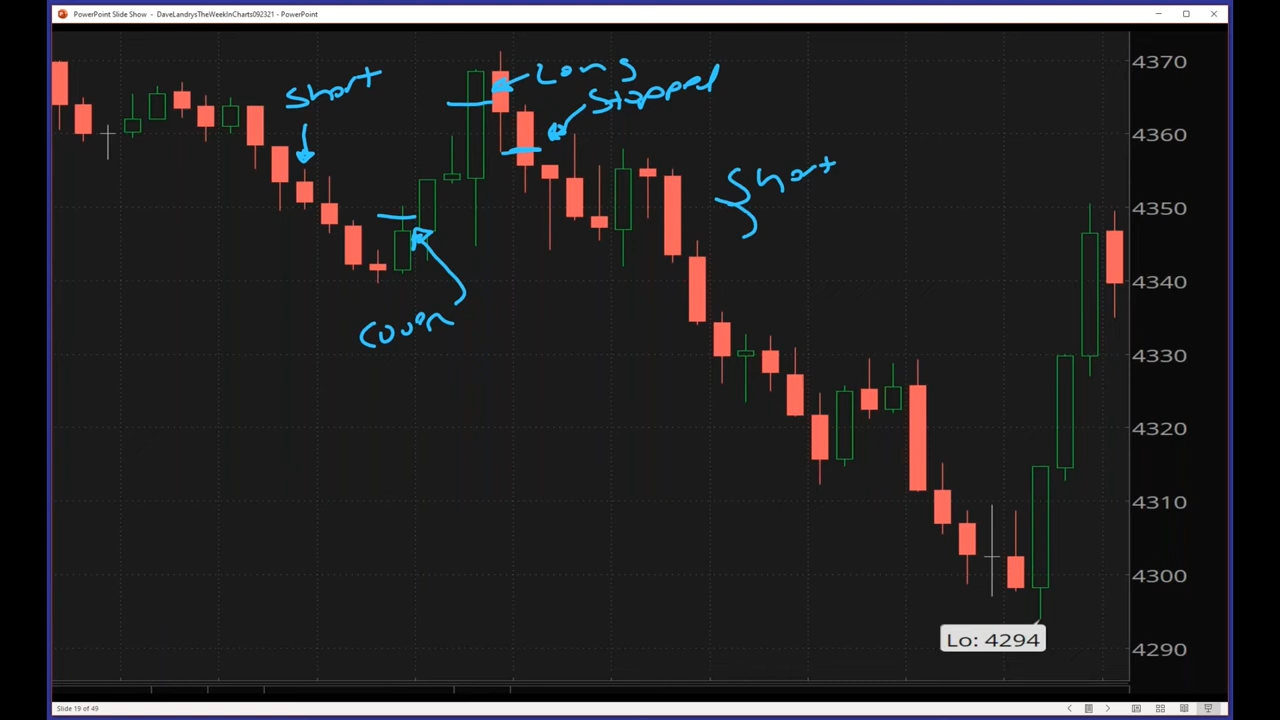 PowerPoint Slide Show - DaveLandrysTheWeekInCharts092321 - PowerPoint
4370
Long
Short
Stopped
4360
Short
4350
4340
Cover
4330
4320
4310
4300
Lo: 4294
4290
Slide 19 of 49